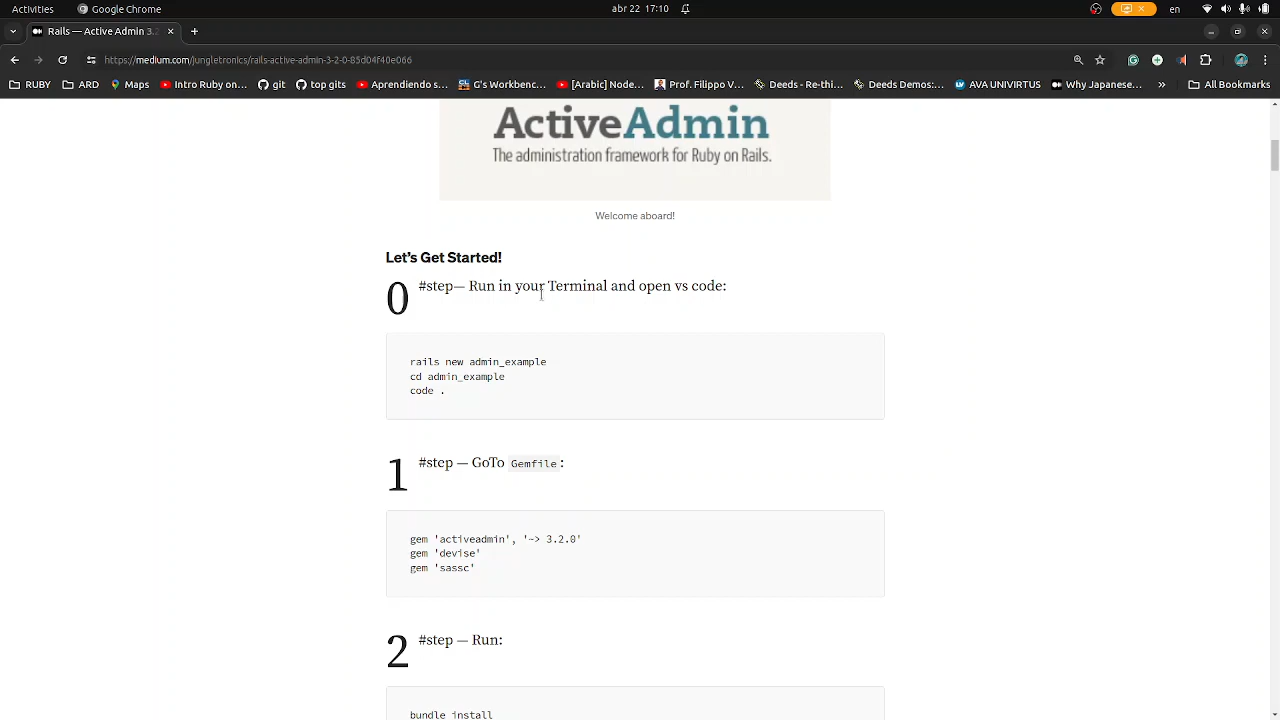 Activities
Google Chrome
abr 22 17:10
en
Rails — Active Admin 3.2
https://medium.com/jungletronics/rails-active-admin-3-2-0-85d04f40e066
RUBY
ARD
Maps
Intro Ruby on...
git
top gits
Aprendiendo s...
G's Workbenc...
[Arabic] Node...
Prof. Filippo V...
Deeds - Re-thi...
Deeds Demos:...
AVA UNIVIRTUS
Why Japanese...
»
All Bookmarks
ActiveAdmin
The administration framework for Ruby on Rails.
Welcome aboard!
Let's Get Started!
0 #step— Run in your Terminal and open vs code:
rails new admin_example
cd admin_example
code .
1 #step — GoTo Gemfile:
gem 'activeadmin', '~> 3.2.0'
gem 'devise'
gem 'sassc'
2 #step — Run:
bundle install